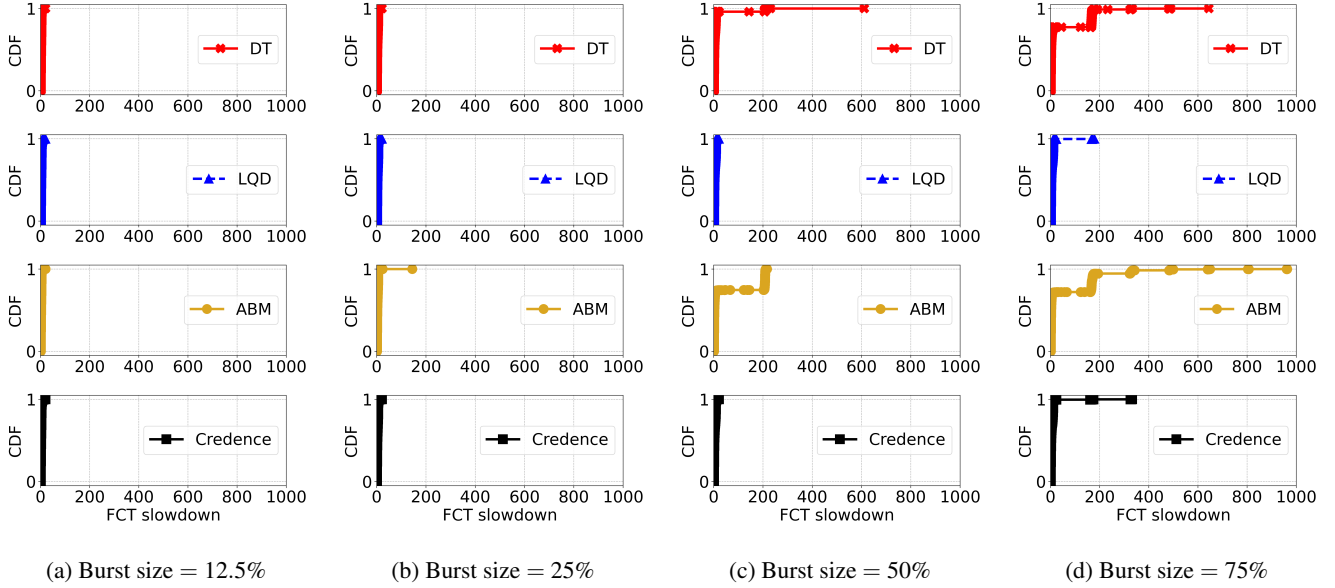 CDF
1
0
DT
0 200 400 600 800 1000
CDF
1
0
LQD
0 200 400 600 800 1000
CDF
1
0
ABM
0 200 400 600 800 1000
CDF
1
0
Credence
0 200 400 600 800 1000
FCT slowdown
(a) Burst size = 12.5%
CDF
1
0
DT
0 200 400 600 800 1000
CDF
1
0
LQD
0 200 400 600 800 1000
CDF
1
0
ABM
0 200 400 600 800 1000
CDF
1
0
Credence
0 200 400 600 800 1000
FCT slowdown
(b) Burst size = 25%
CDF
1
0
DT
0 200 400 600 800 1000
CDF
1
0
LQD
0 200 400 600 800 1000
CDF
1
0
ABM
0 200 400 600 800 1000
CDF
1
0
Credence
0 200 400 600 800 1000
FCT slowdown
(c) Burst size = 50%
CDF
1
0
DT
0 200 400 600 800 1000
CDF
1
0
LQD
0 200 400 600 800 1000
CDF
1
0
ABM
0 200 400 600 800 1000
CDF
1
0
Credence
0 200 400 600 800 1000
FCT slowdown
(d) Burst size = 75%